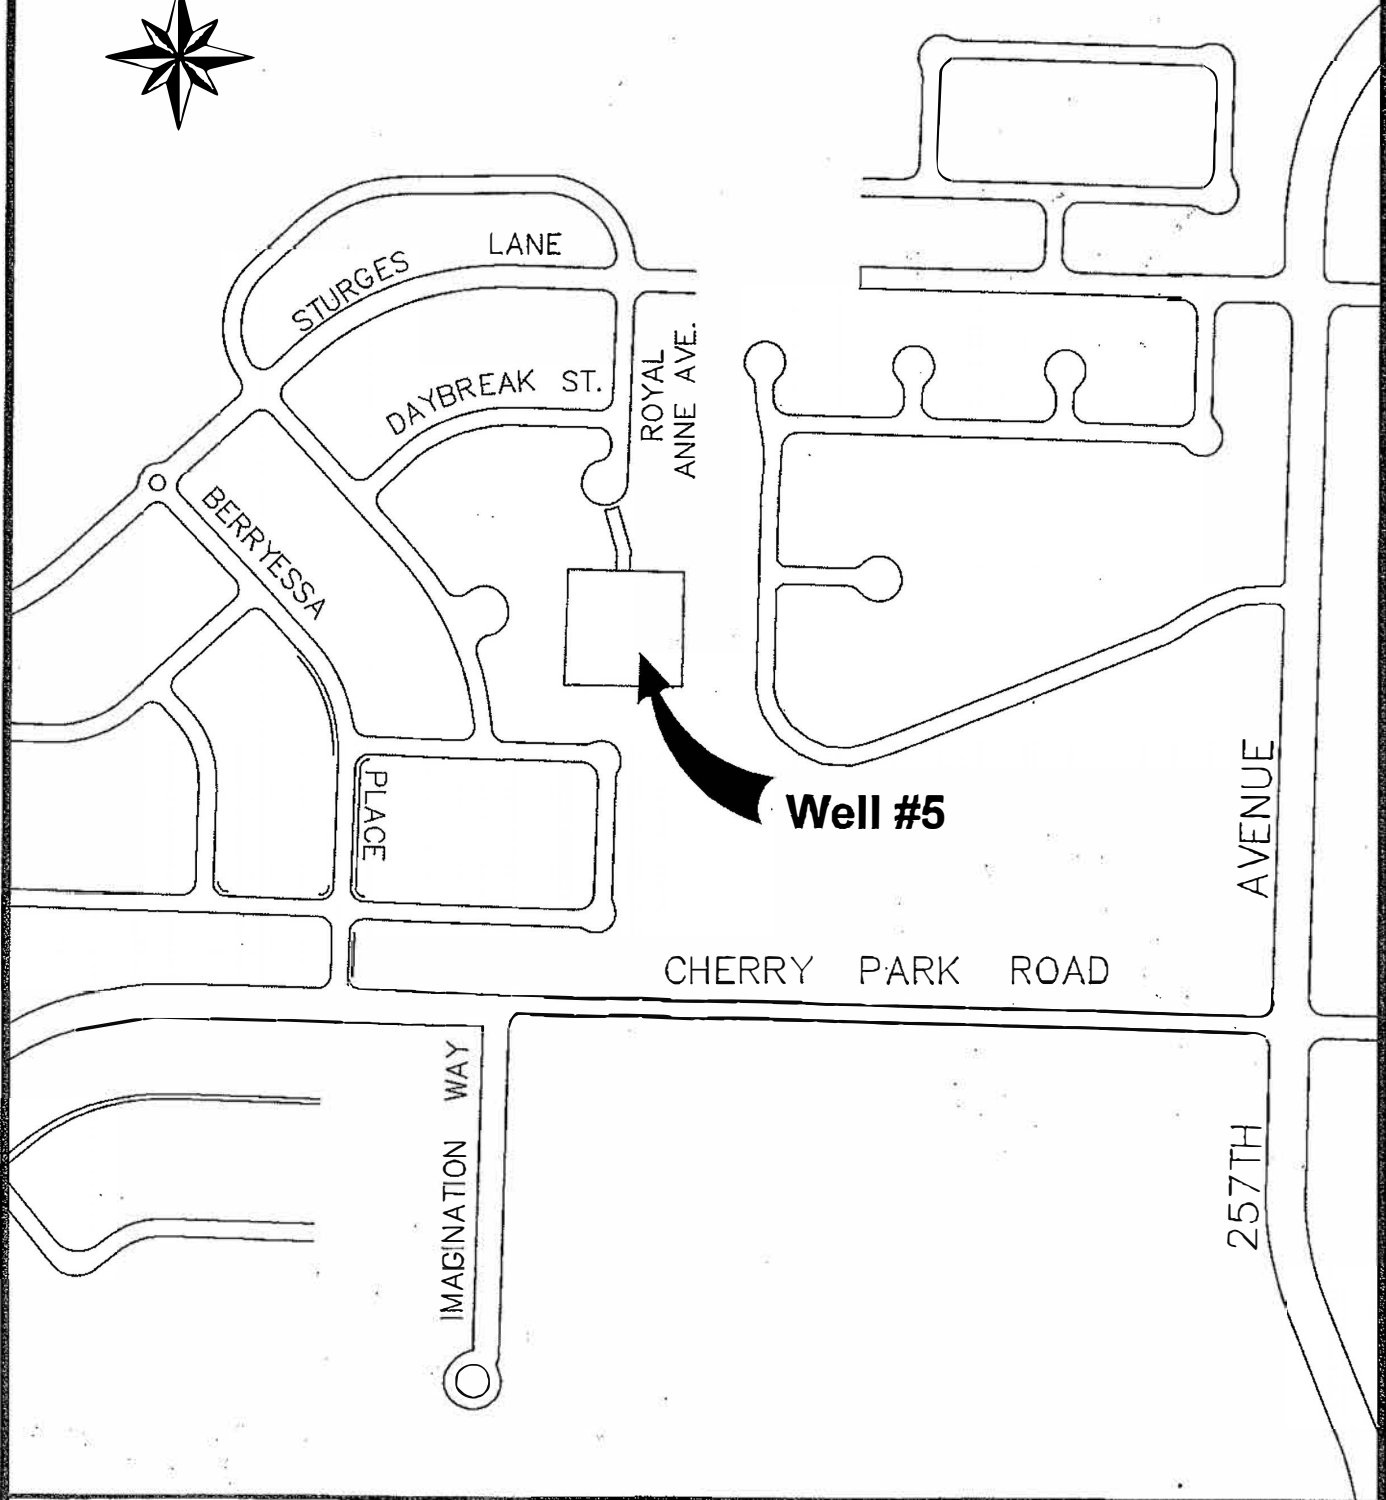 STURGES LANE
DAYBREAK ST.
ROYAL
ANNE AVE.
BERRYESSA
PLACE
Well #5
AVENUE
CHERRY PARK ROAD
IMAGINATION WAY
257TH